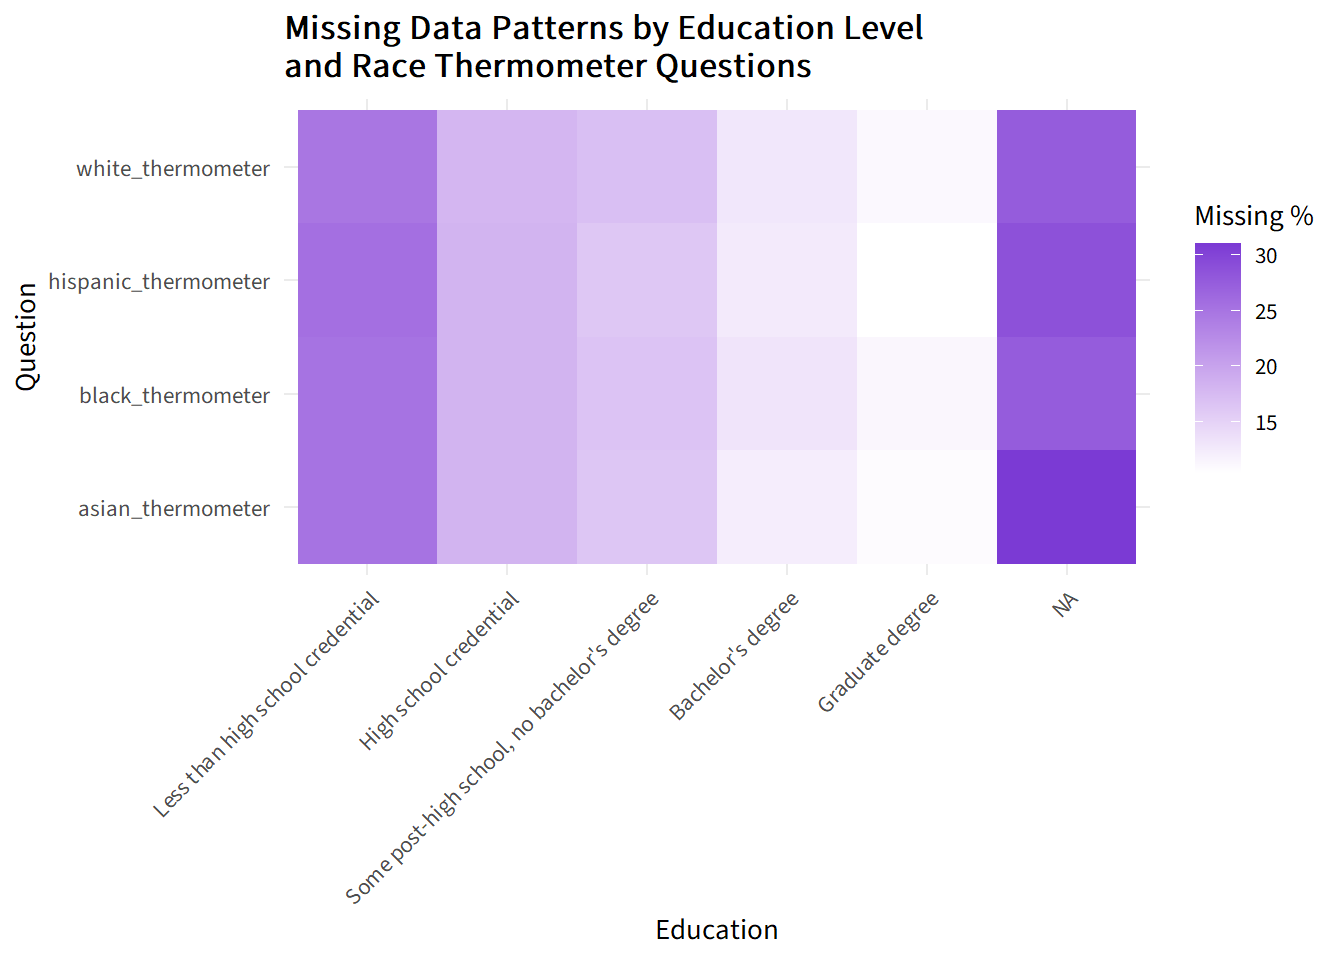 Missing Data Patterns by Education Level
and Race Thermometer Questions
Question
white_thermometer
hispanic_thermometer
black_thermometer
asian_thermometer
Less than high school credential
High school credential
Some post-high school, no bachelor's degree
Bachelor's degree
Graduate degree
NA
Education
Missing %
30
25
20
15